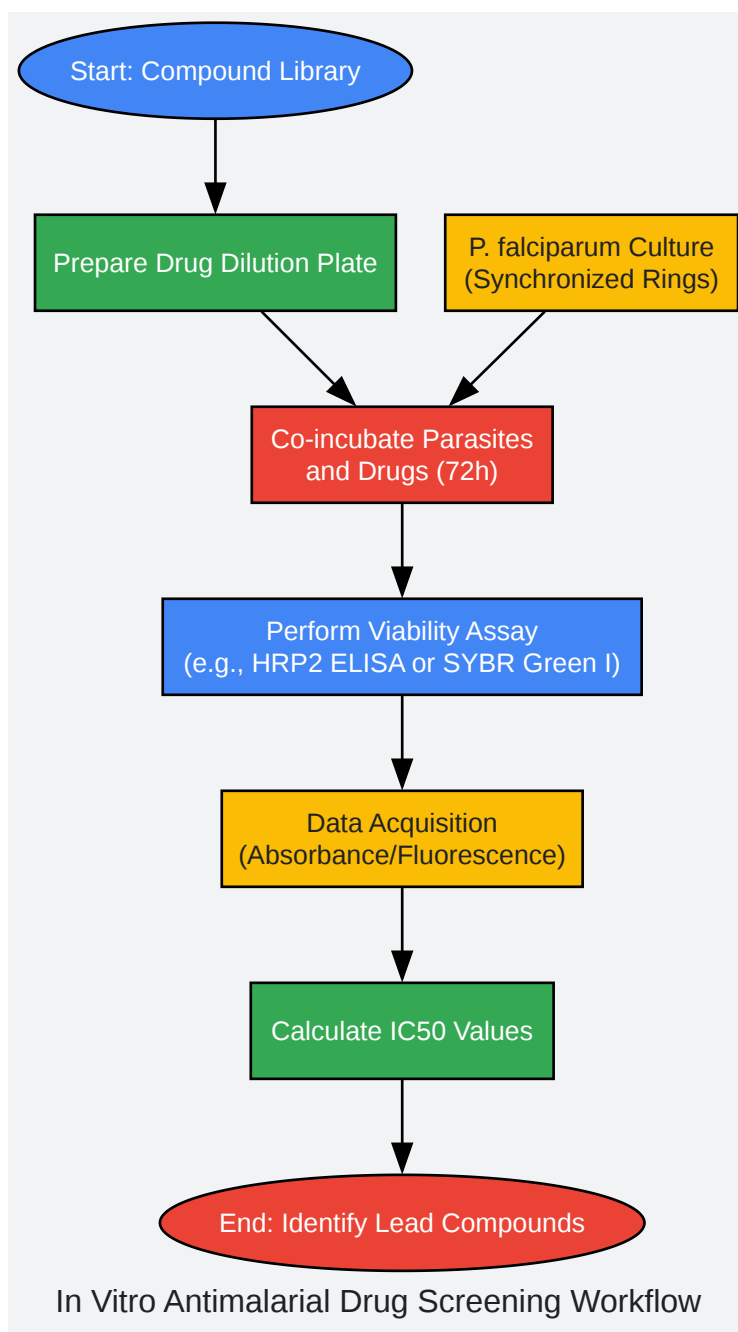 Start: Compound Library
Prepare Drug Dilution Plate
P. falciparum Culture
(Synchronized Rings)
Co-incubate Parasites
and Drugs (72h)
Perform Viability Assay
(e.g., HRP2 ELISA or SYBR Green I)
Data Acquisition
(Absorbance/Fluorescence)
Calculate IC50 Values
End: Identify Lead Compounds
In Vitro Antimalarial Drug Screening Workflow